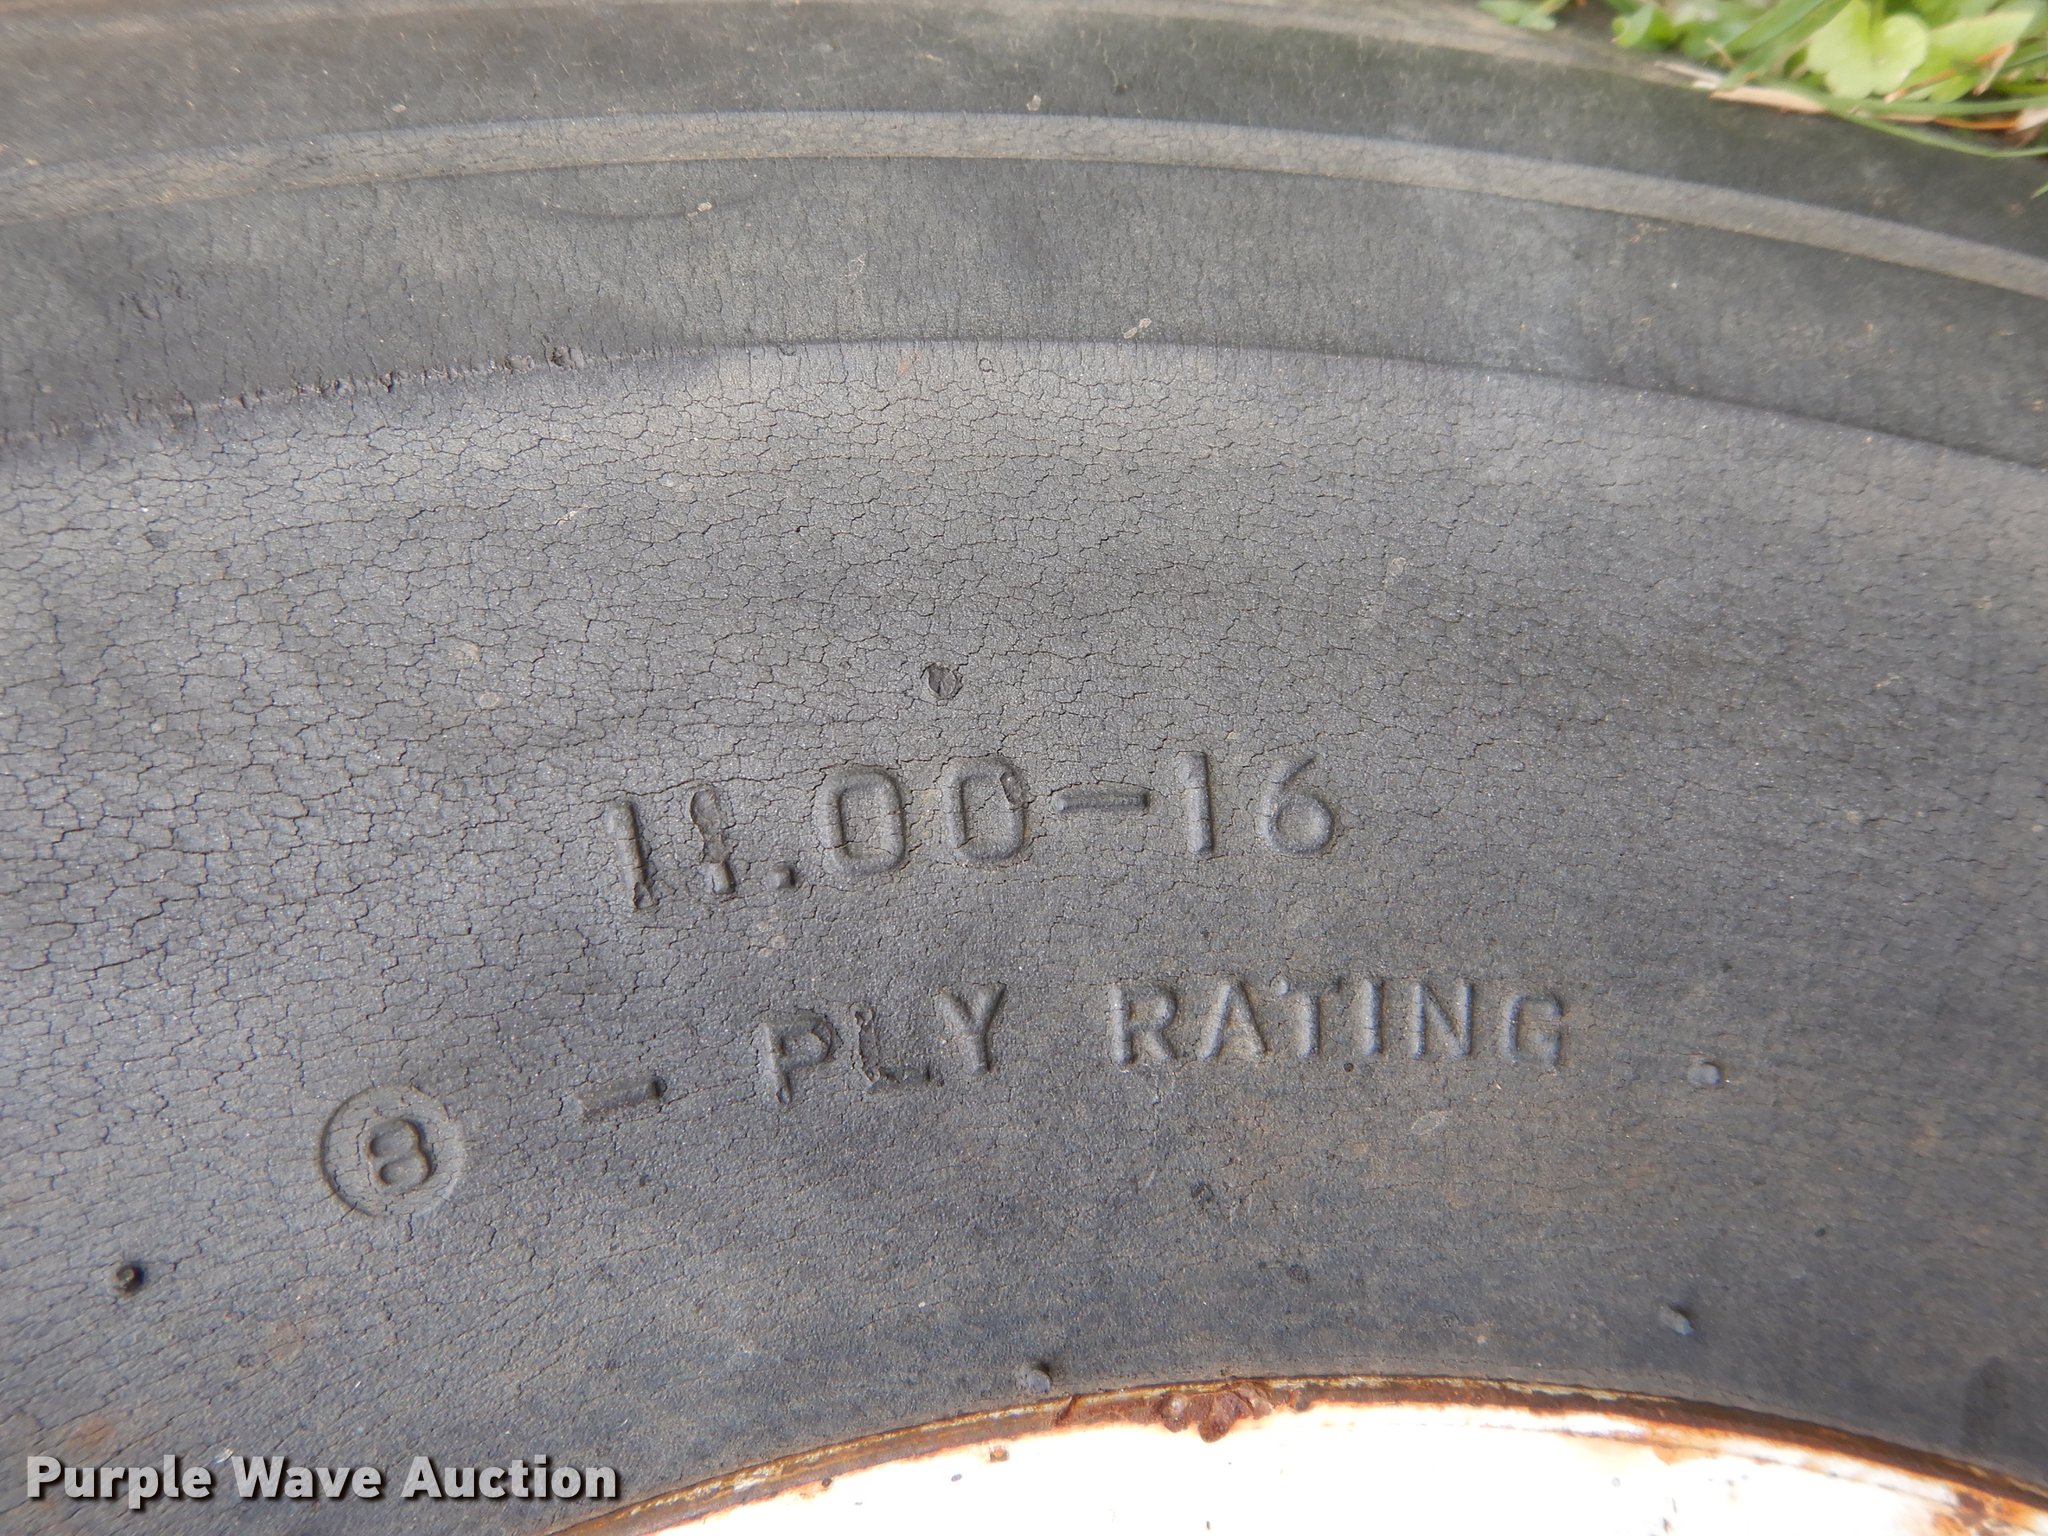 11.00-16
8 - PLY RATING
Purple Wave Auction